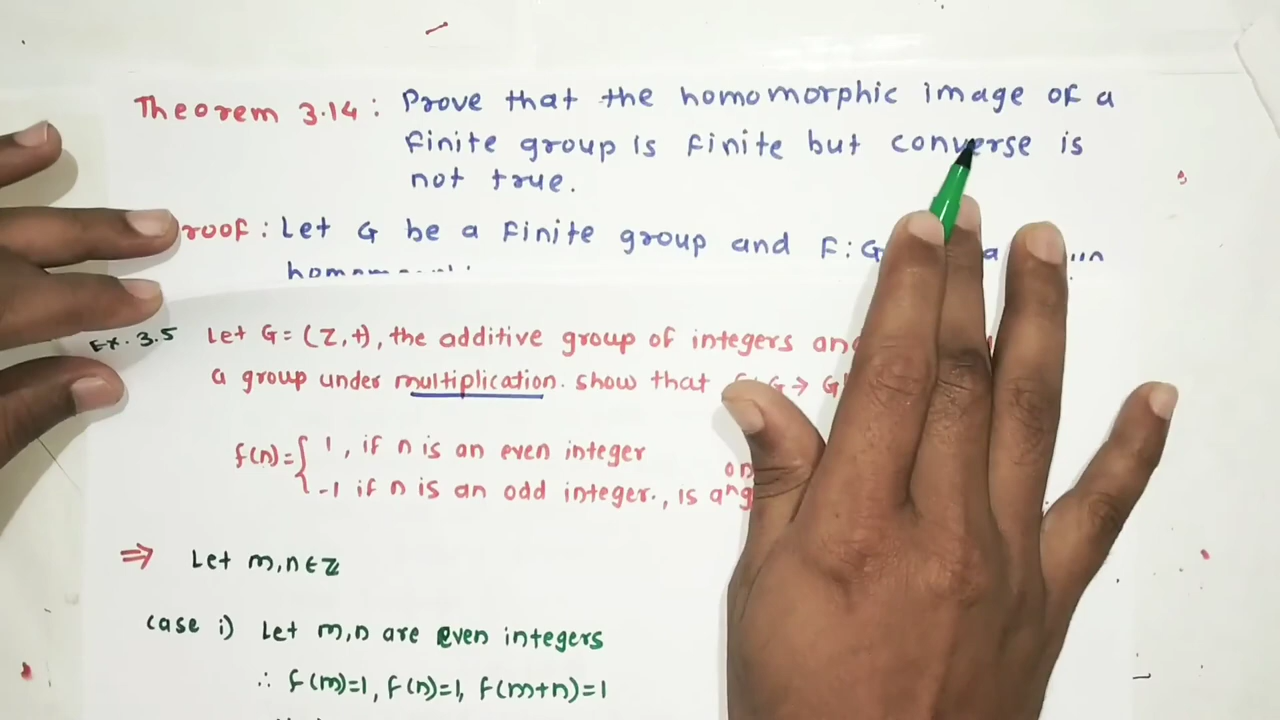 Theorem 3.14: Prove that the homomorphic image of a
finite group is finite but converse is
not true.
roof: Let G be a finite group and F:G
Ex. 3.5 Let G = (Z,+), the additive group of integers
a group under multiplication. show that G → G
f(n)={ 1, if n is an even integer
-1 if n is an odd integer., is
on
⇒ Let m,n∈Z
case i) Let m,n are even integers
∴ f(m)=1, f(n)=1, f(m+n)=1